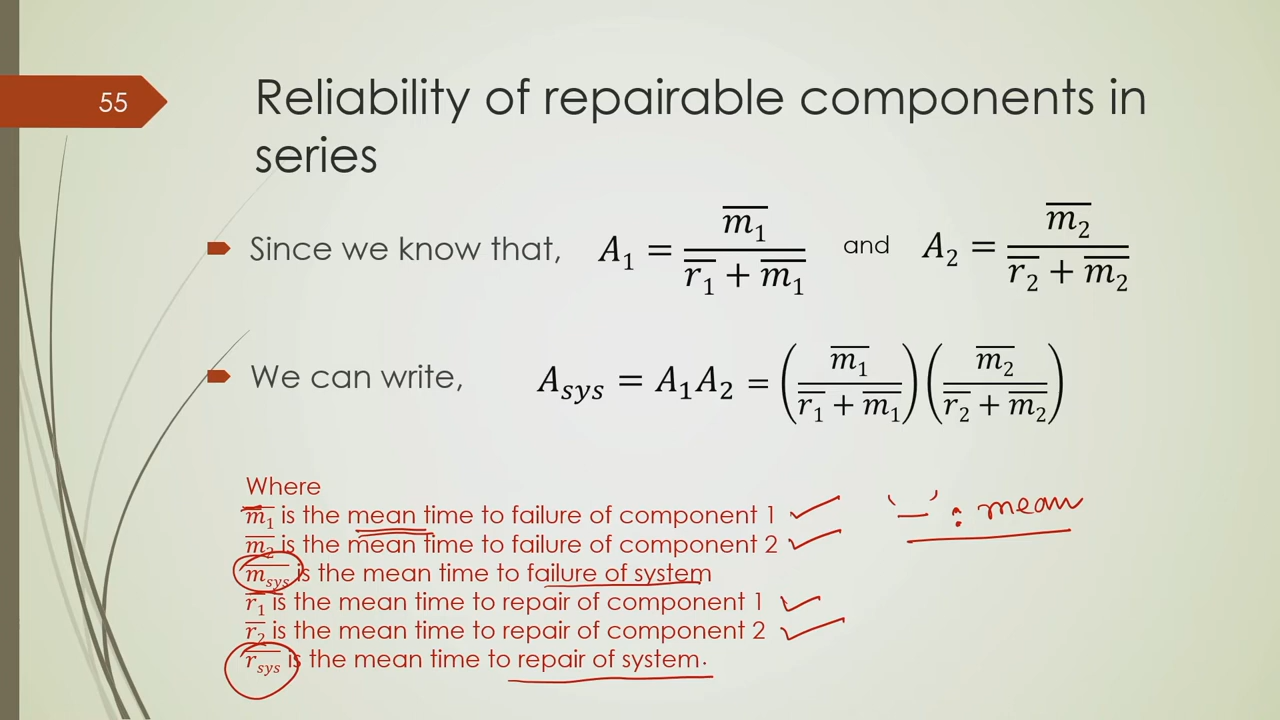 55
Reliability of repairable components in
series
Since we know that, A₁ = m̅₁ / (r̅₁ + m̅₁) and A₂ = m̅₂ / (r̅₂ + m̅₂)
We can write, A_sys = A₁A₂ = (m̅₁ / (r̅₁ + m̅₁)) (m̅₂ / (r̅₂ + m̅₂))
Where
m̅₁ is the mean time to failure of component 1
'—' : mean
m̅₂ is the mean time to failure of component 2
m̅_sys is the mean time to failure of system
r̅₁ is the mean time to repair of component 1
r̅₂ is the mean time to repair of component 2
r̅_sys is the mean time to repair of system.